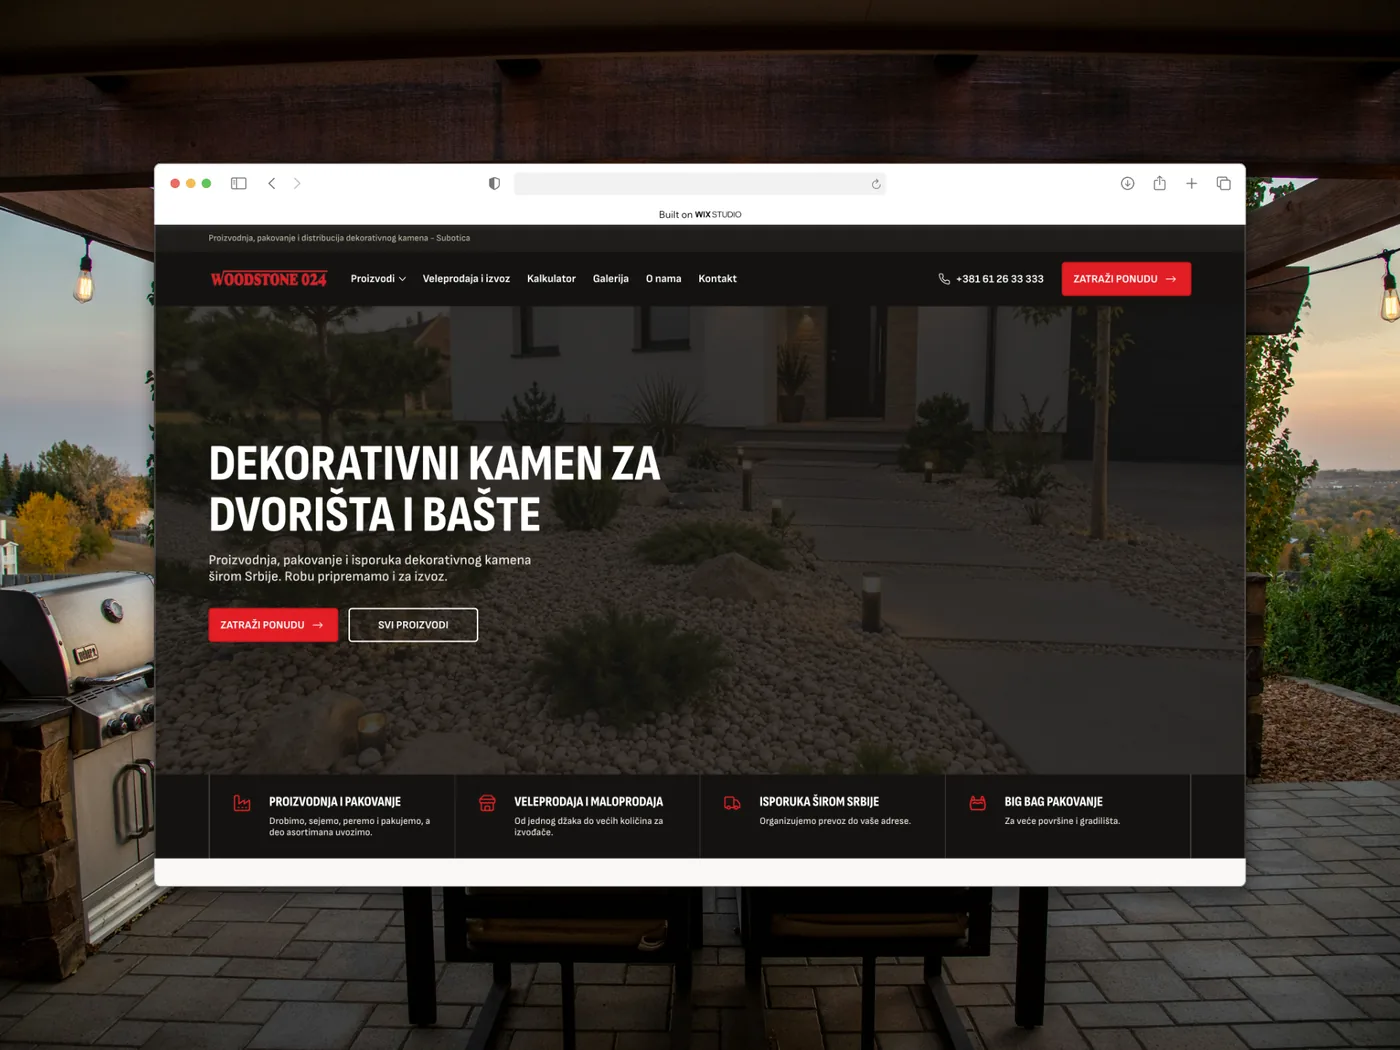 Built on WIX STUDIO
Proizvodnja, pakovanje i distribucija dekorativnog kamena - Subotica
WOODSTONE 024
Proizvodi
Veleprodaja i izvoz
Kalkulator
Galerija
O nama
Kontakt
+381 61 26 33 333
ZATRAŽI PONUDU
DEKORATIVNI KAMEN ZA
DVORIŠTA I BAŠTE
Proizvodnja, pakovanje i isporuka dekorativnog kamena
širom Srbije. Robu pripremamo i za izvoz.
ZATRAŽI PONUDU
SVI PROIZVODI
PROIZVODNJA I PAKOVANJE
Drobimo, sejemo, peremo i pakujemo, a
deo asortimana uvozimo.
VELEPRODAJA I MALOPRODAJA
Od jednog džaka do većih količina za
izvođače.
ISPORUKA ŠIROM SRBIJE
Organizujemo prevoz do vaše adrese.
BIG BAG PAKOVANJE
Za veće površine i gradilišta.
weber